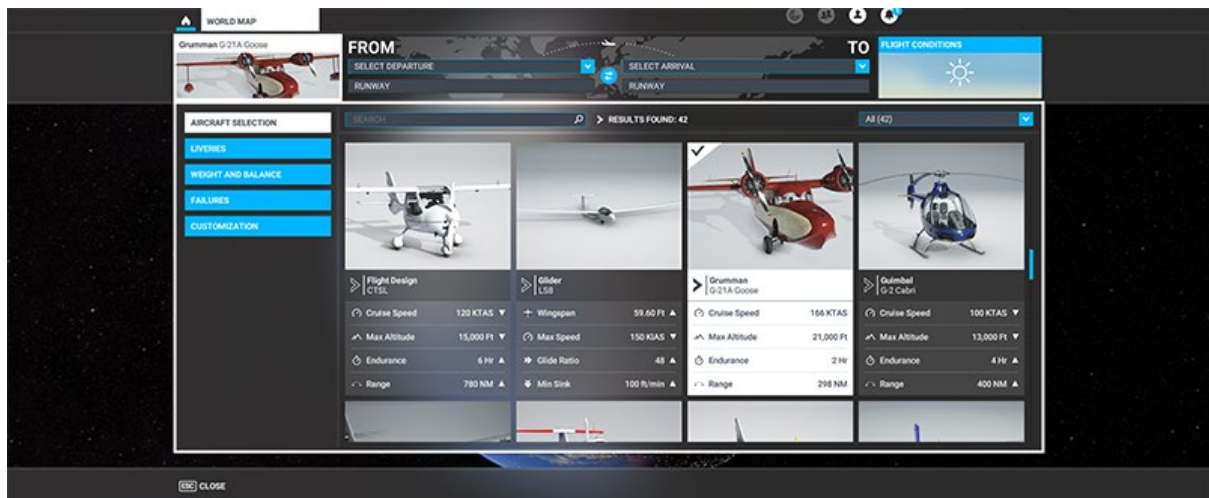 WORLD MAP
Grumman G-21A Goose
FROM
SELECT DEPARTURE
RUNWAY
TO
SELECT ARRIVAL
RUNWAY
FLIGHT CONDITIONS
AIRCRAFT SELECTION
LIVERIES
WEIGHT AND BALANCE
FAILURES
CUSTOMIZATION
SEARCH
RESULTS FOUND: 42
All (42)
Flight Design
CTSL
Cruise Speed 120 KTAS
Max Altitude 15,000 Ft
Endurance 6 Hr
Range 780 NM
Glider
LS8
Wingspan 59.60 Ft
Max Speed 150 KIAS
Glide Ratio 48
Min Sink 100 ft/min
Grumman
G-21A Goose
Cruise Speed 166 KTAS
Max Altitude 21,000 Ft
Endurance 2 Hr
Range 298 NM
Guimbal
G-2 Cabri
Cruise Speed 100 KTAS
Max Altitude 13,000 Ft
Endurance 4 Hr
Range 400 NM
ESC CLOSE